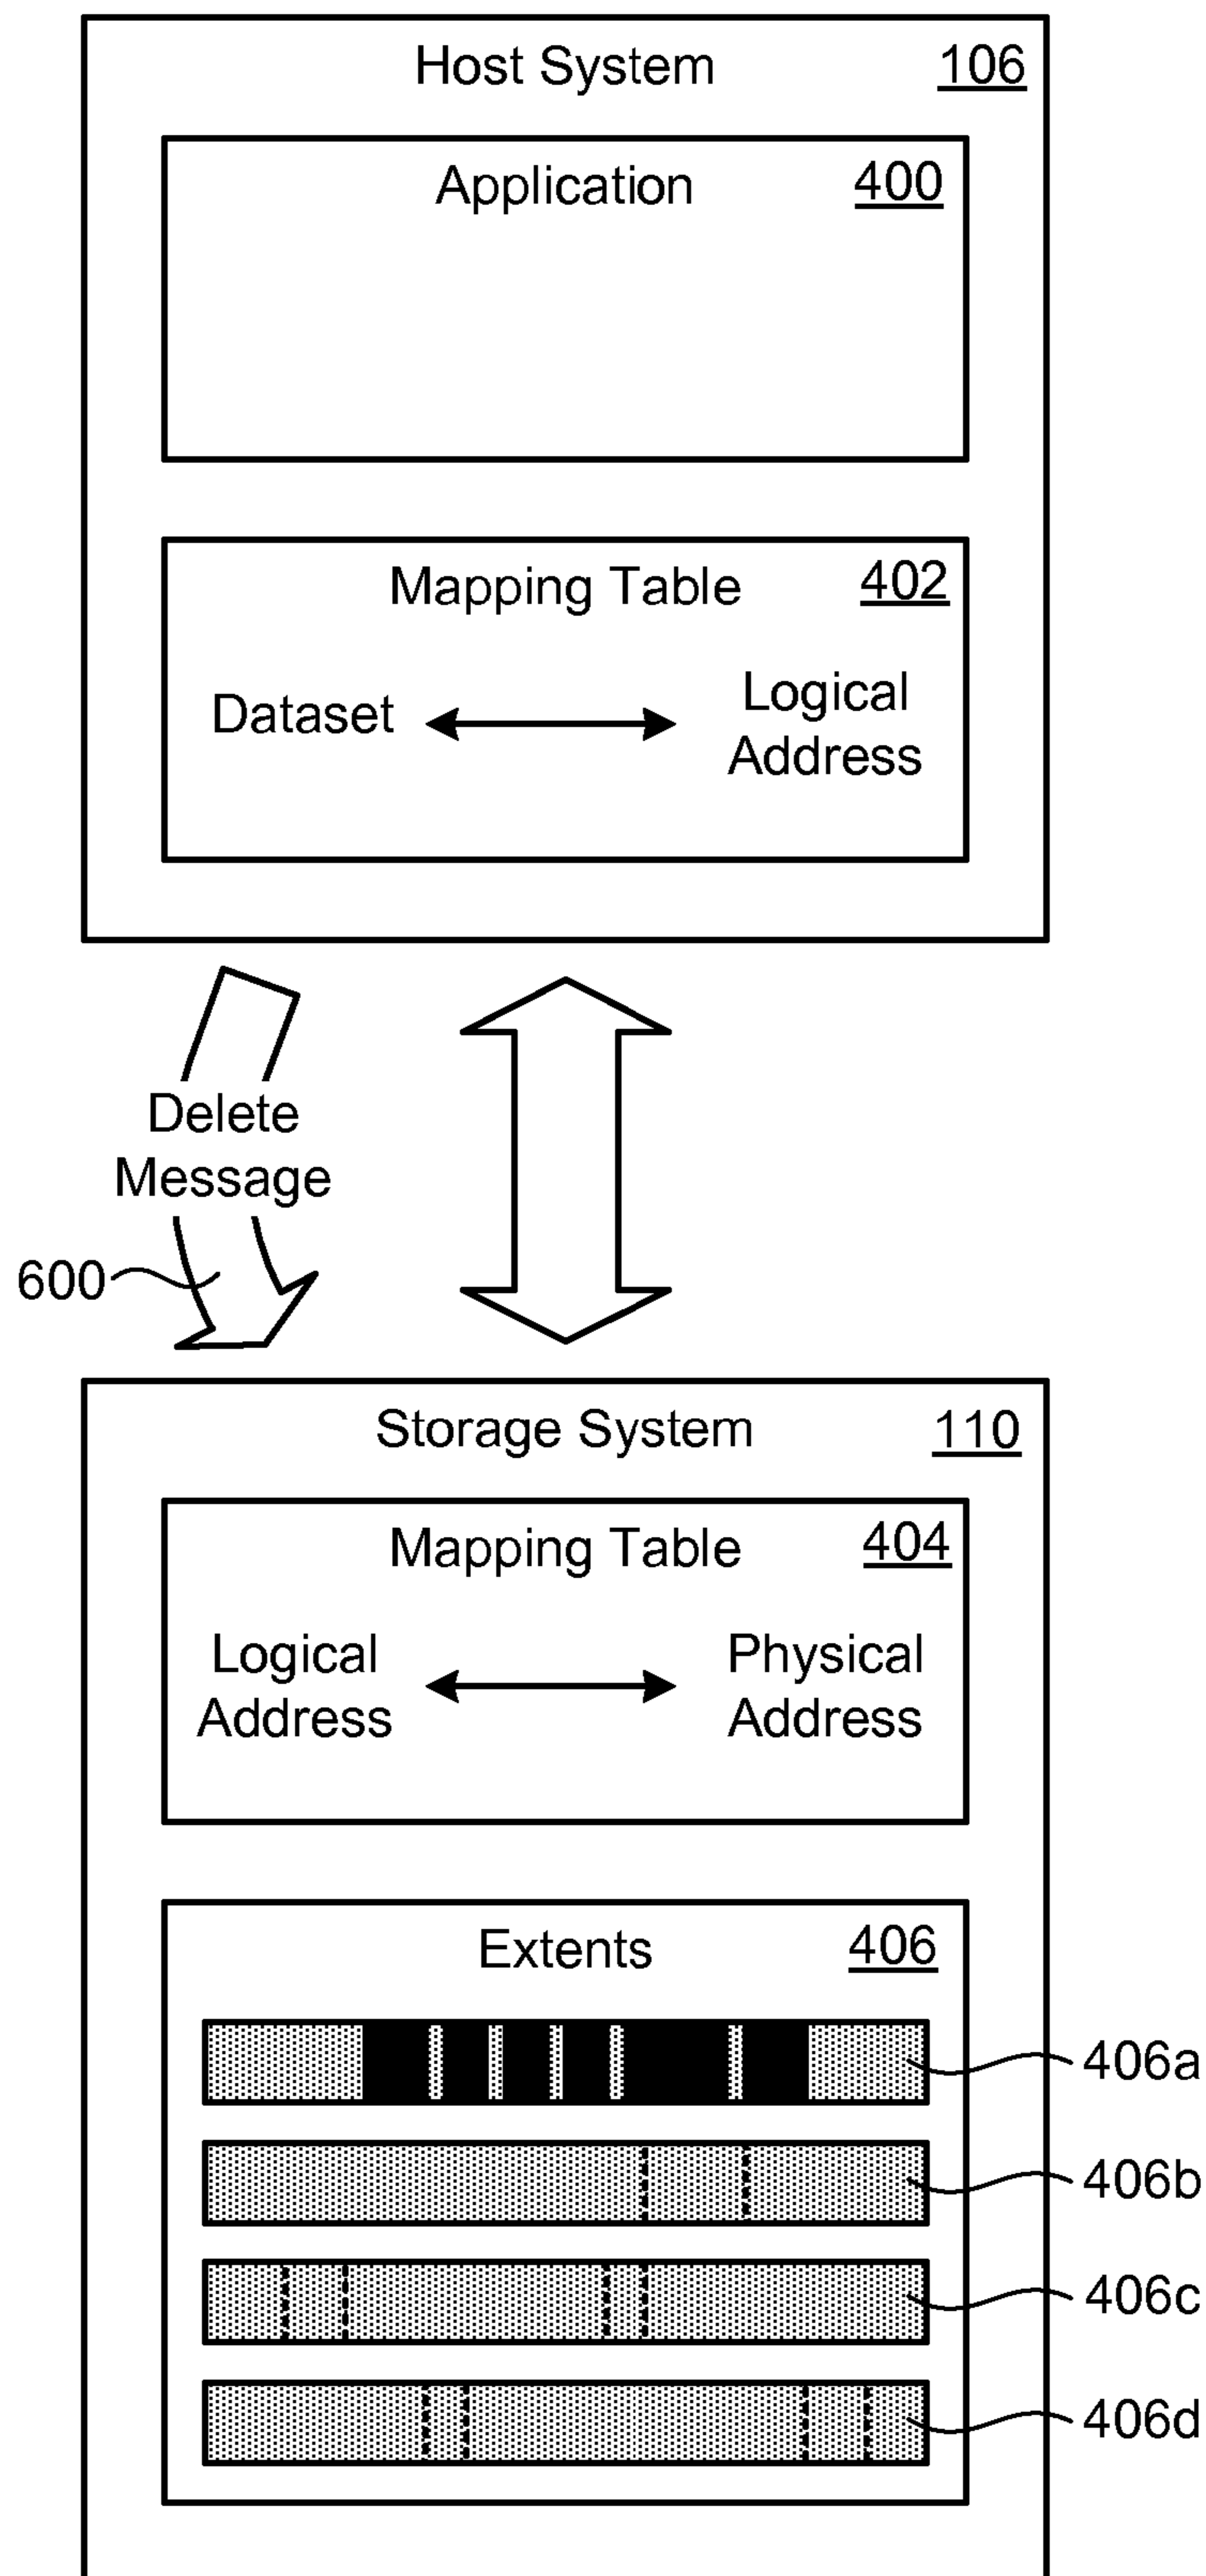 Host System 106
Application 400
Mapping Table 402
Dataset
Logical
Address
Delete
Message
600
Storage System 110
Mapping Table 404
Logical
Address
Physical
Address
Extents 406
406a
406b
406c
406d